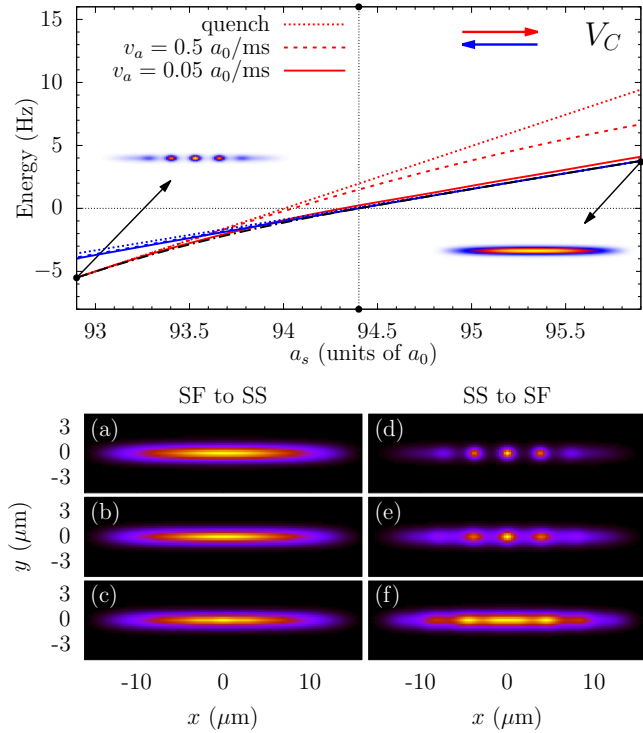 15
10
5
0
−5
Energy (Hz)
quench
v_a = 0.5 a_0/ms
v_a = 0.05 a_0/ms
V_C
93
93.5
94
94.5
95
95.5
a_s (units of a_0)
SF to SS
SS to SF
(a)
(d)
(b)
(e)
(c)
(f)
3
0
-3
3
0
-3
3
0
-3
y (μm)
-10
0
10
-10
0
10
x (μm)
x (μm)